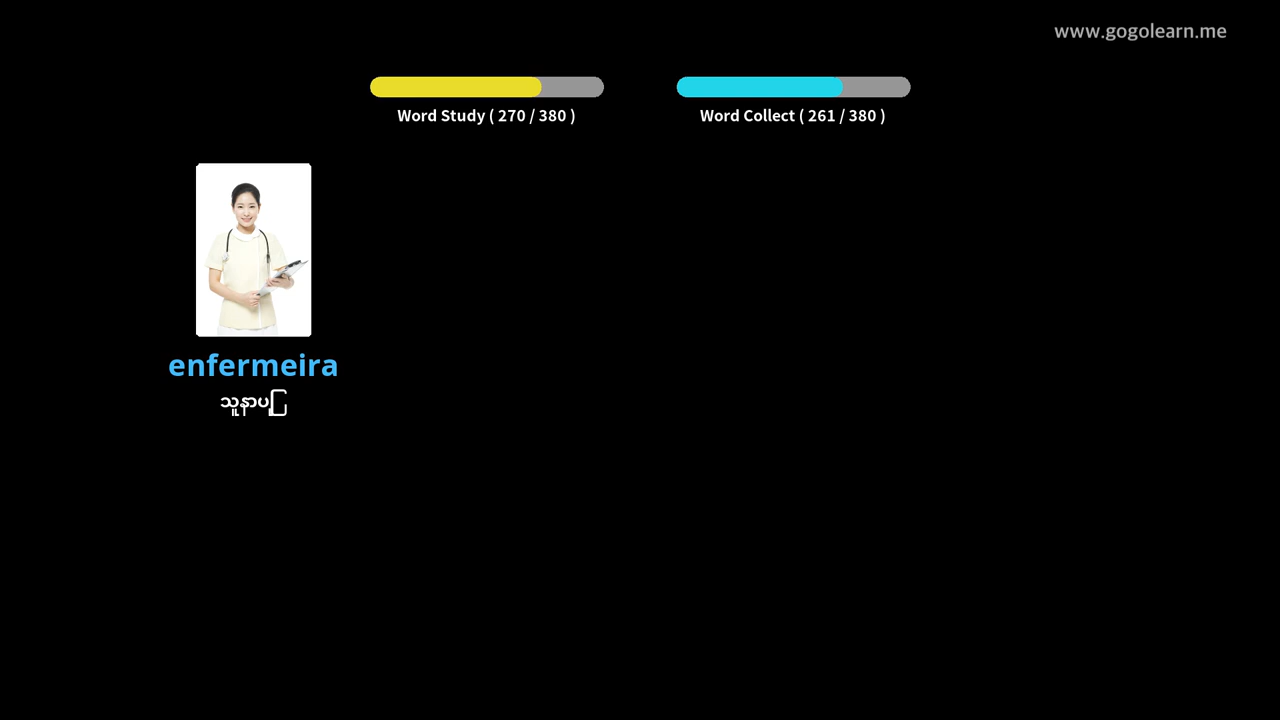 www.gogolearn.me
Word Study ( 270 / 380 )
Word Collect ( 261 / 380 )
enfermeira
သူနာပြု